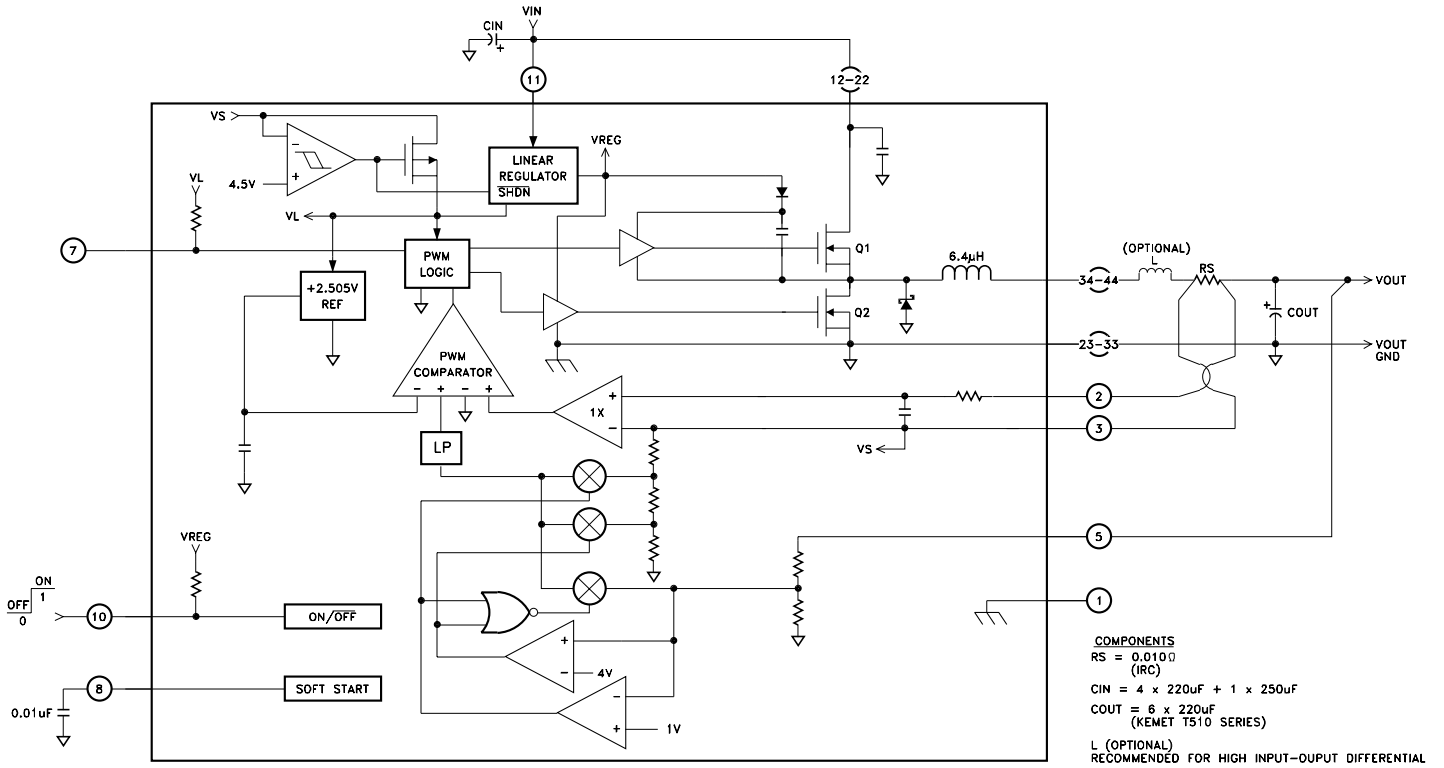 VIN
CIN
+
11
12-22
VS
−
+
4.5V
LINEAR
REGULATOR
SHDN
VREG
VL
VL
7
PWM
LOGIC
+2.505V
REF
Q1
Q2
6.4µH
34-44
(OPTIONAL)
L
RS
VOUT
+
COUT
23-33
VOUT
GND
PWM
COMPARATOR
− + − +
1X
+
−
2
3
VS
LP
5
VREG
ON
1
OFF
0
10
ON/OFF
8
SOFT START
0.01uF
+
−
4V
−
+
1V
1
COMPONENTS
RS = 0.010Ω
(IRC)
CIN = 4 x 220uF + 1 x 250uF
COUT = 6 x 220uF
(KEMET T510 SERIES)
L (OPTIONAL)
RECOMMENDED FOR HIGH INPUT-OUPUT DIFFERENTIAL